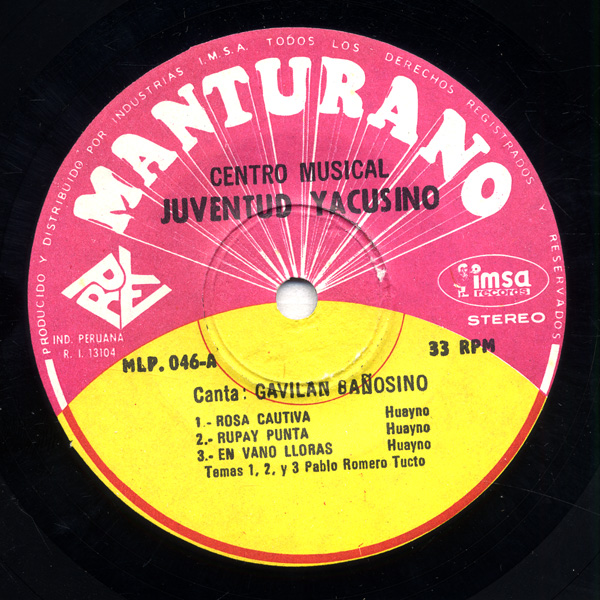 PRODUCIDO Y DISTRIBUIDO POR INDUSTRIAS I.M.S.A. TODOS LOS DERECHOS REGISTRADOS Y RESERVADOS
MANTURANO
CENTRO MUSICAL
JUVENTUD YACUSINO
REY
imsa
records
STEREO
IND. PERUANA
R. I. 13104
MLP. 046-A
33 RPM
Canta: GAVILAN BAÑOSINO
1.- ROSA CAUTIVA Huayno
2.- RUPAY PUNTA Huayno
3.- EN VANO LLORAS Huayno
Temas 1, 2, y 3 Pablo Romero Tucto